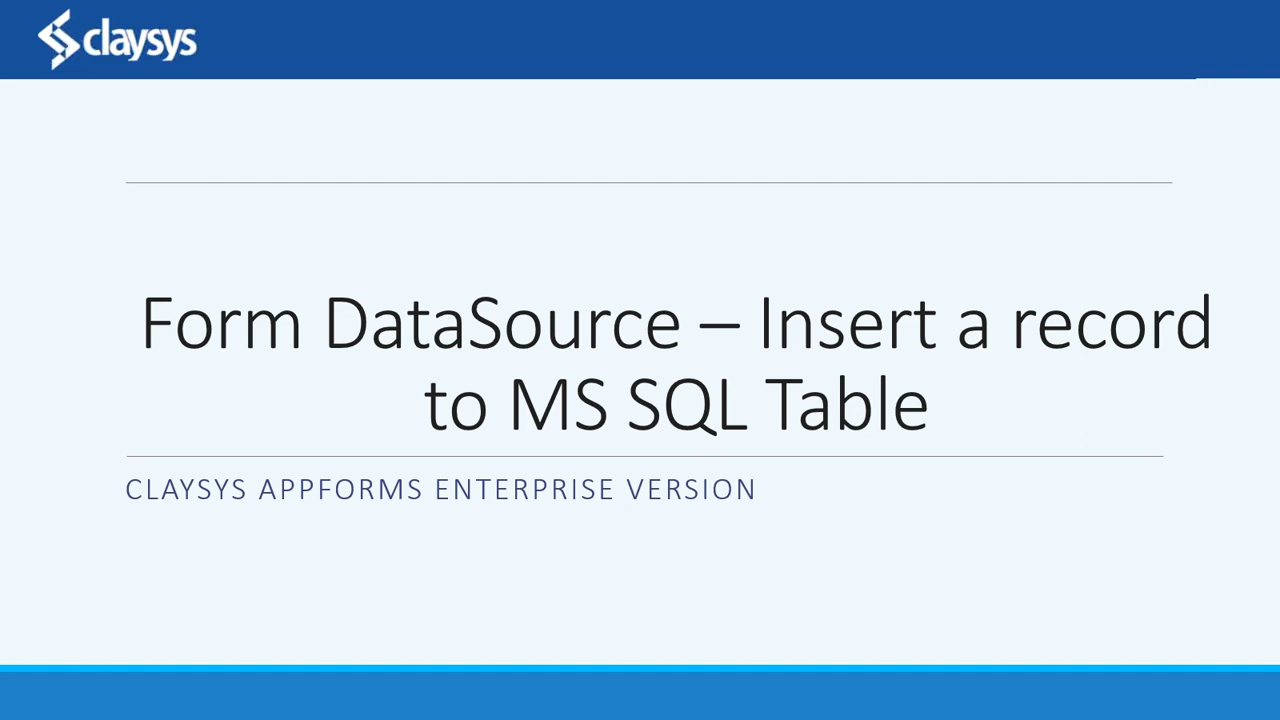 claysys
Form DataSource – Insert a record
to MS SQL Table
CLAYSYS APPFORMS ENTERPRISE VERSION